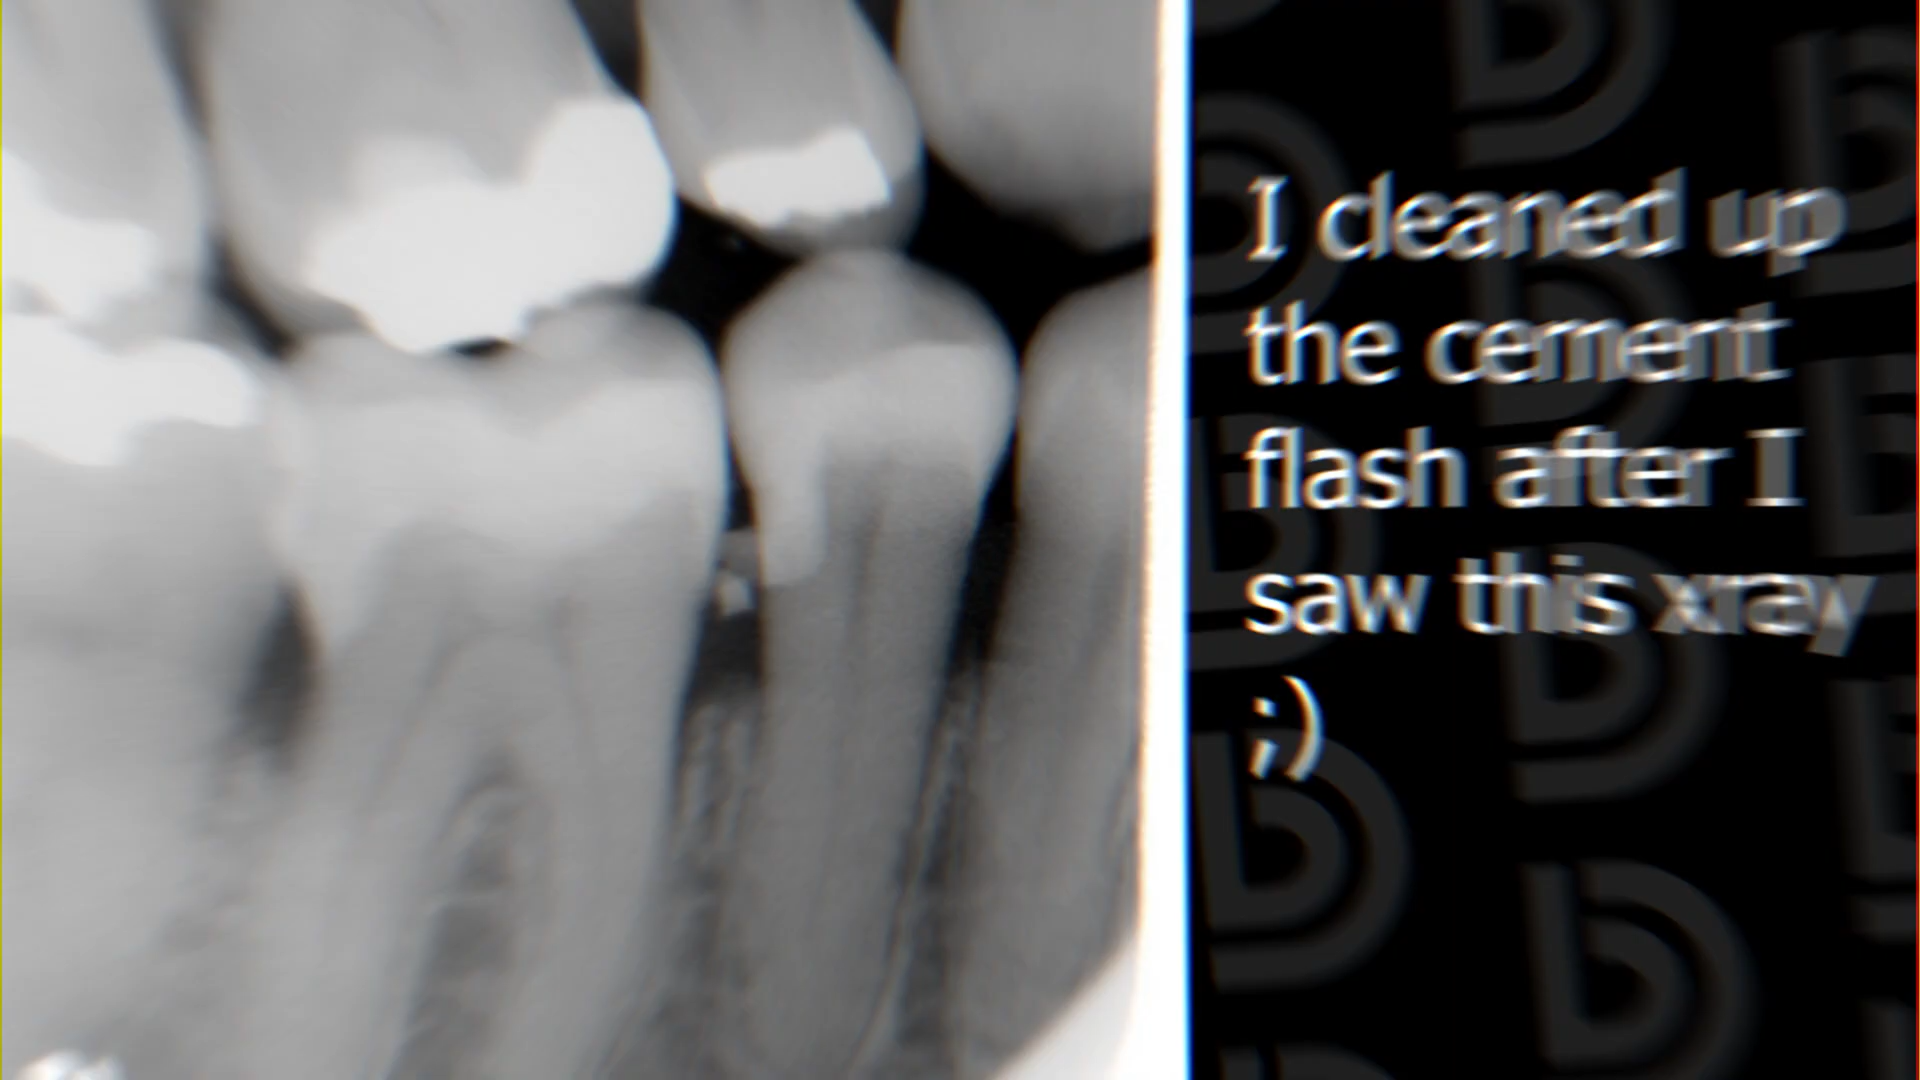 I cleaned up
the cement
flash after I
saw this xray
;)